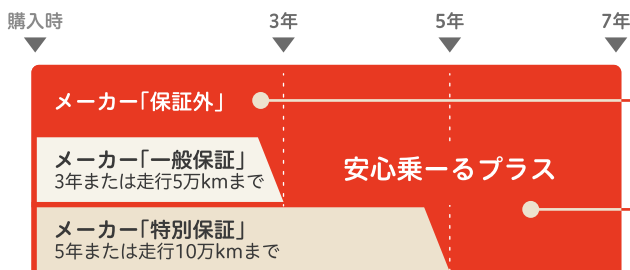 購入時 3年 5年 7年
メーカー「保証外」
メーカー「一般保証」
3年または走行5万kmまで
安心乗ーるプラス
メーカー「特別保証」
5年または走行10万kmまで